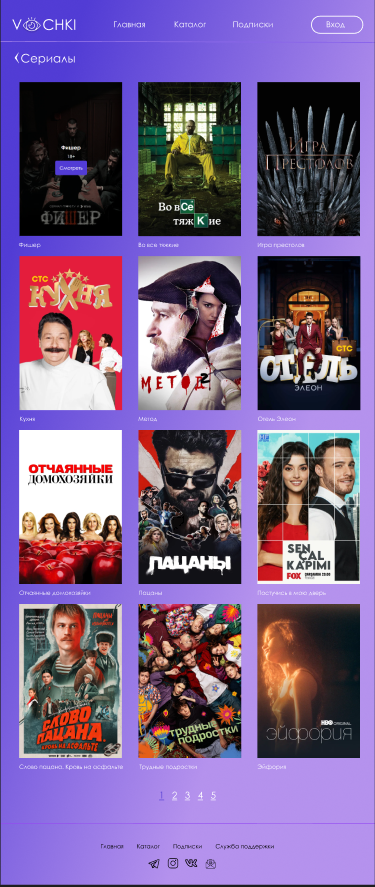 VOCHKI
Главная Каталог Подписки Вход
Сериалы
Фишер
18+
Смотреть
ФИШЕР
Во вСе
тяжKие
ИГРА
ПРЕСТОЛОВ
Фишер
Во все тяжкие
Игра престолов
СТС
КУХНЯ
МЕТОД 2
СТС
ОТЕЛЬ
ЭЛЕОН
Кухня
Метод
Отель Элеон
ОТЧАЯННЫЕ
ДОМОХОЗЯЙКИ
ПАЦАНЫ
SEN
ÇAL
KAPIMI
FOX
Отчаянные домохозяйки
Пацаны
Постучись в мою дверь
СЛОВО
ПАЦАНА
КРОВЬ НА АСФАЛЬТЕ
ТРУДНЫЕ
ПОДРОСТКИ
HBO ORIGINAL
эйфория
Слово пацана. Кровь на асфальте
Трудные подростки
Эйфория
1 2 3 4 5
Главная Каталог Подписки Служба поддержки